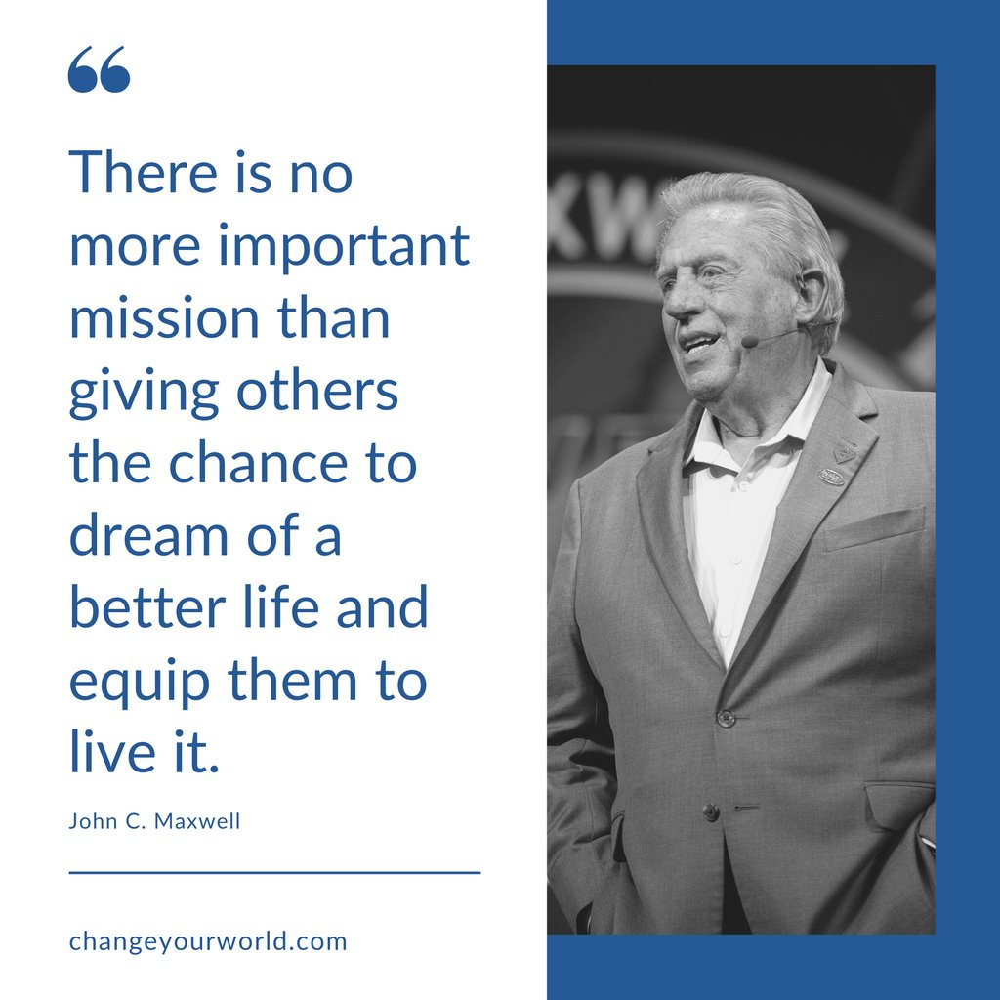 “
There is no
more important
mission than
giving others
the chance to
dream of a
better life and
equip them to
live it.
John C. Maxwell
changeyourworld.com
XW